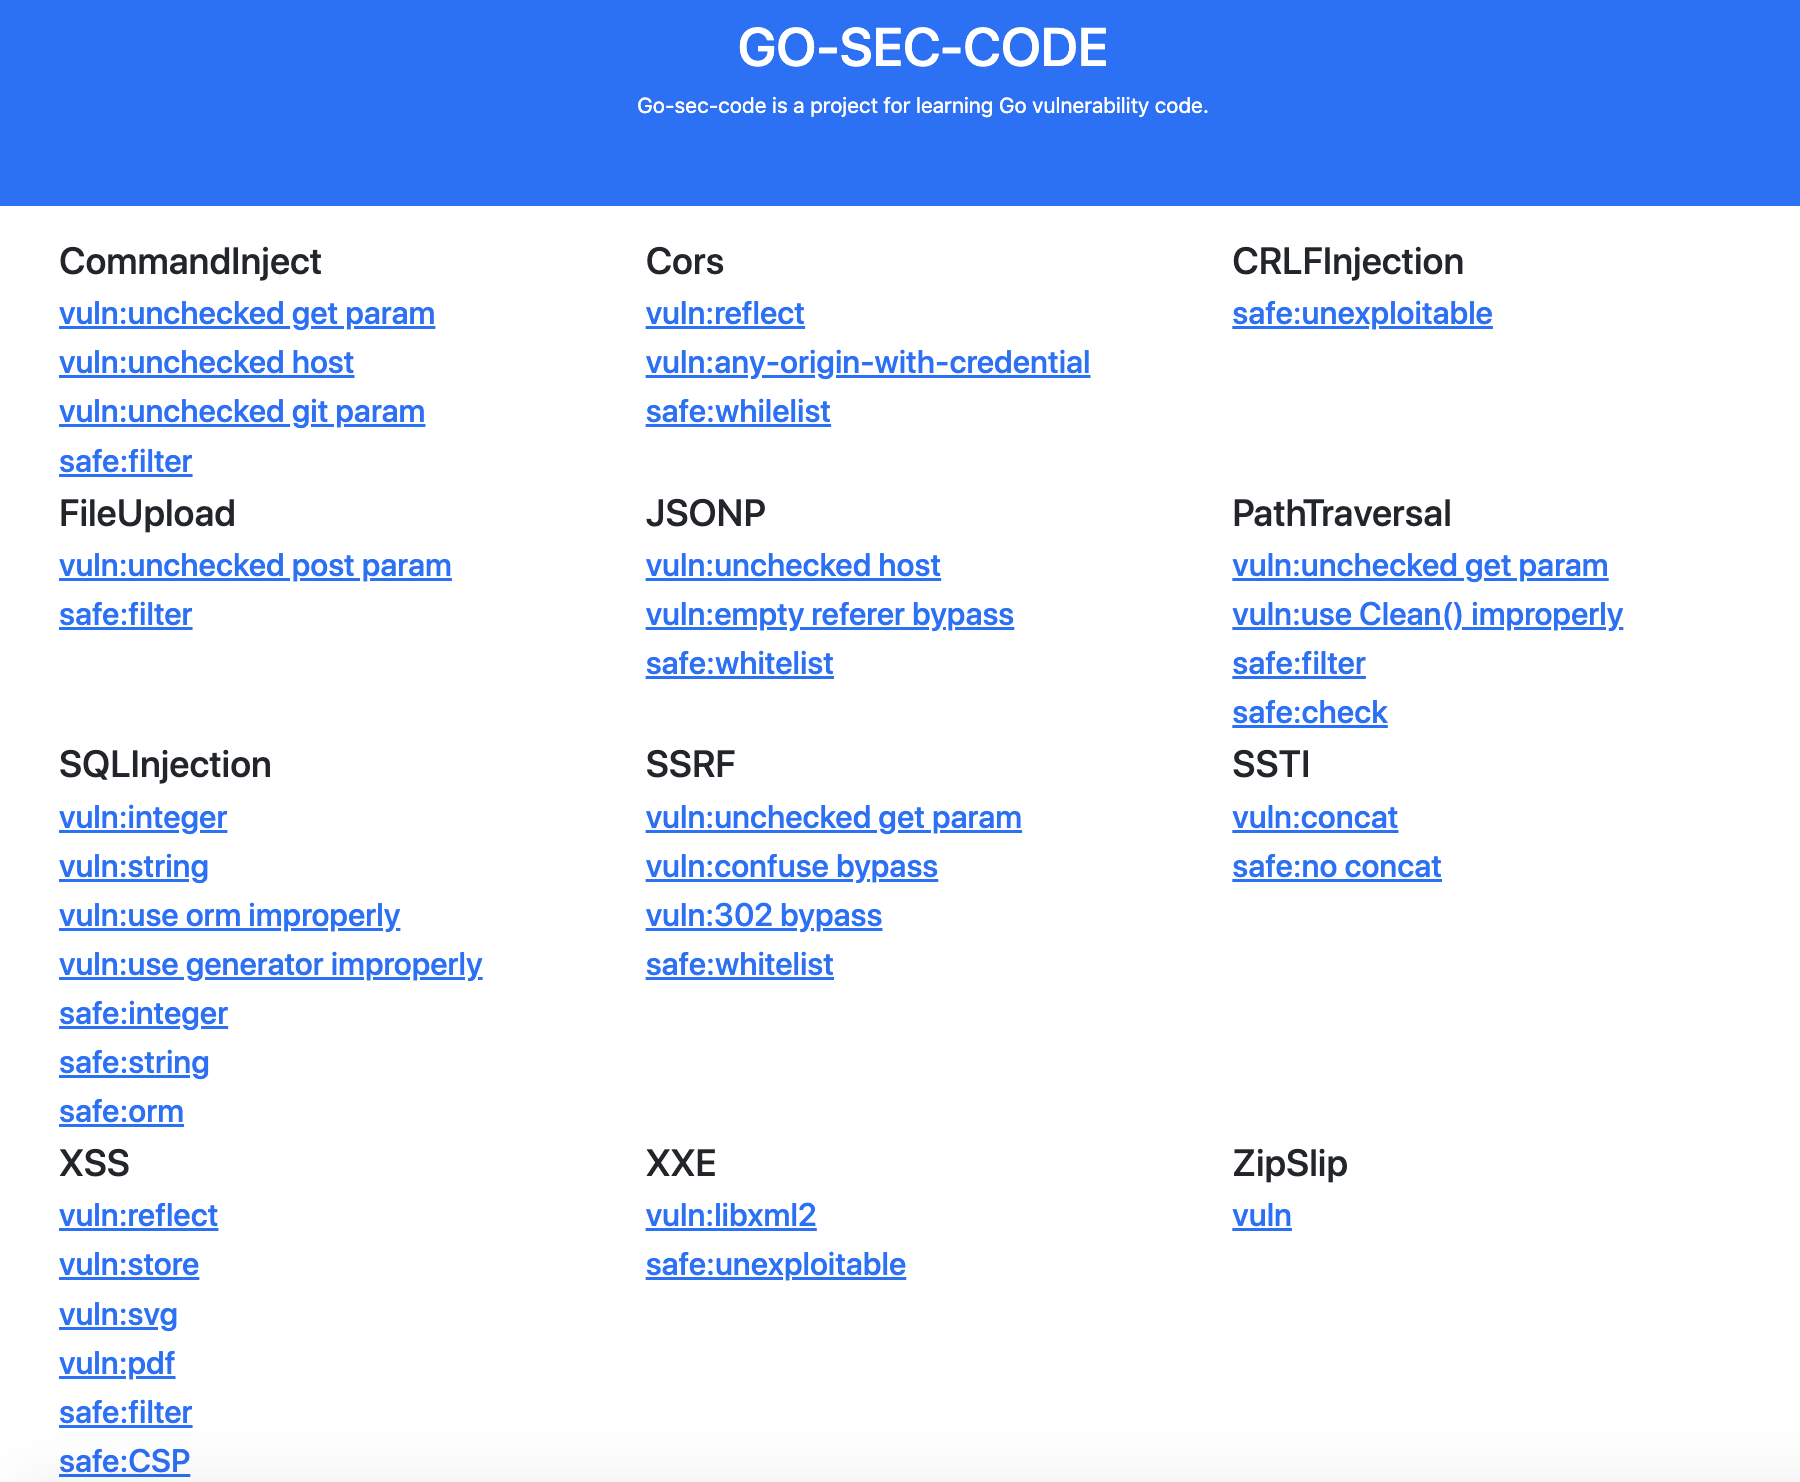 GO-SEC-CODE
Go-sec-code is a project for learning Go vulnerability code.
CommandInject
vuln:unchecked get param
vuln:unchecked host
vuln:unchecked git param
safe:filter
Cors
vuln:reflect
vuln:any-origin-with-credential
safe:whilelist
CRLFInjection
safe:unexploitable
FileUpload
vuln:unchecked post param
safe:filter
JSONP
vuln:unchecked host
vuln:empty referer bypass
safe:whitelist
PathTraversal
vuln:unchecked get param
vuln:use Clean() improperly
safe:filter
safe:check
SQLInjection
vuln:integer
vuln:string
vuln:use orm improperly
vuln:use generator improperly
safe:integer
safe:string
safe:orm
SSRF
vuln:unchecked get param
vuln:confuse bypass
vuln:302 bypass
safe:whitelist
SSTI
vuln:concat
safe:no concat
XSS
vuln:reflect
vuln:store
vuln:svg
vuln:pdf
safe:filter
safe:CSP
XXE
vuln:libxml2
safe:unexploitable
ZipSlip
vuln